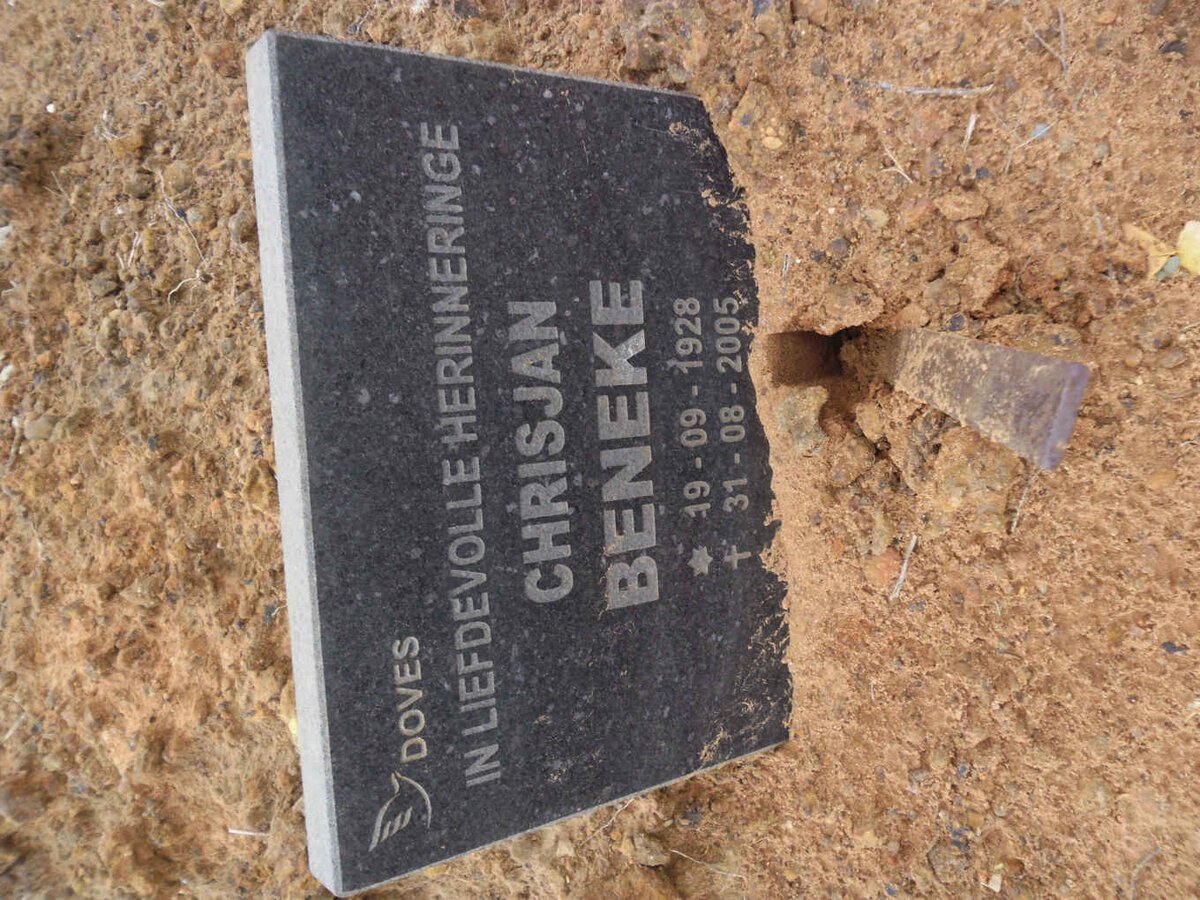 DOVES
IN LIEFDEVOLLE HERINNERINGE
CHRISJAN
BENEKE
19 - 09 - 1928
31 - 08 - 2005